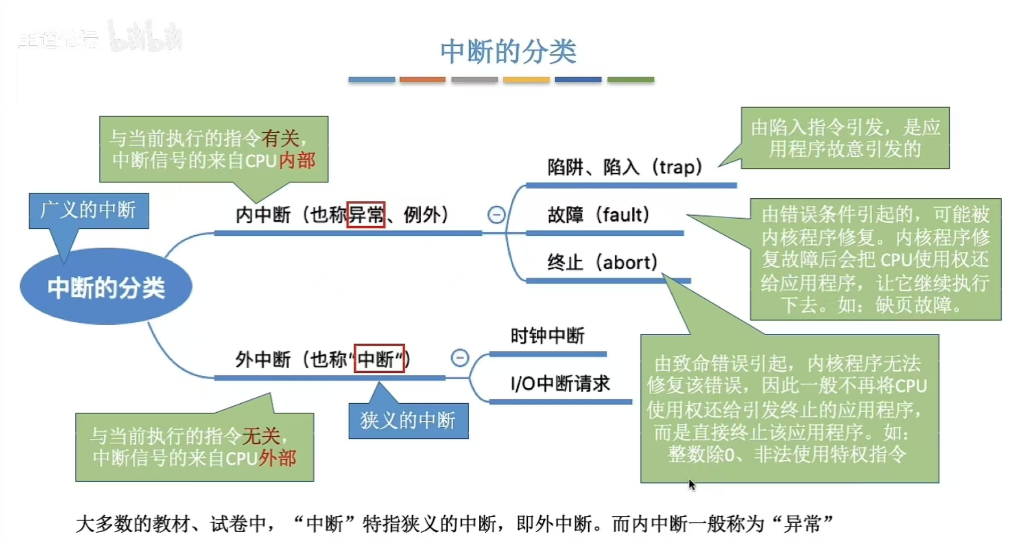 中断的分类
与当前执行的指令有关，
中断信号的来自CPU内部
由陷入指令引发，是应
用程序故意引发的
广义的中断
陷阱、陷入（trap）
内中断（也称异常、例外）
故障（fault）
由错误条件引起的，可能被
内核程序修复。内核程序修
复故障后会把 CPU使用权还
给应用程序，让它继续执行
下去。如：缺页故障。
终止（abort）
中断的分类
时钟中断
外中断（也称“中断“）
I/O中断请求
由致命错误引起，内核程序无法
修复该错误，因此一般不再将CPU
使用权还给引发终止的应用程序，
而是直接终止该应用程序。如：
整数除0、非法使用特权指令
狭义的中断
与当前执行的指令无关，
中断信号的来自CPU外部
大多数的教材、试卷中，“中断”特指狭义的中断，即外中断。而内中断一般称为“异常”
bilibili